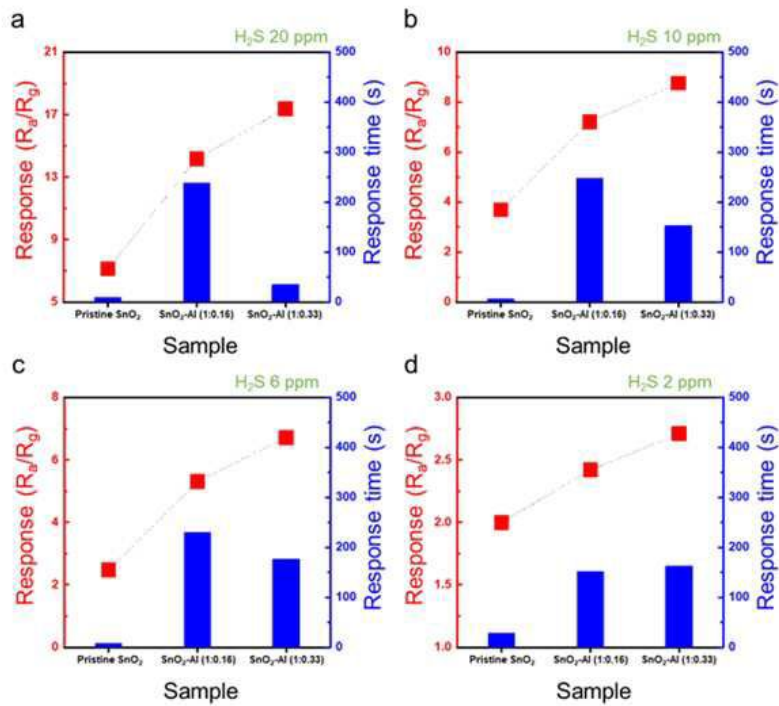 a
H₂S 20 ppm
21
17
13
9
5
Response (Rₐ/R_g)
500
400
300
200
100
0
Response time (s)
Pristine SnO₂ SnO₂-Al (1:0.16) SnO₂-Al (1:0.33)
Sample
b
H₂S 10 ppm
10
8
6
4
2
0
Response (Rₐ/R_g)
500
400
300
200
100
0
Response time (s)
Pristine SnO₂ SnO₂-Al (1:0.16) SnO₂-Al (1:0.33)
Sample
c
H₂S 6 ppm
8
6
4
2
0
Response (Rₐ/R_g)
500
400
300
200
100
0
Response time (s)
Pristine SnO₂ SnO₂-Al (1:0.16) SnO₂-Al (1:0.33)
Sample
d
H₂S 2 ppm
3.0
2.5
2.0
1.5
1.0
Response (Rₐ/R_g)
500
400
300
200
100
0
Response time (s)
Pristine SnO₂ SnO₂-Al (1:0.16) SnO₂-Al (1:0.33)
Sample